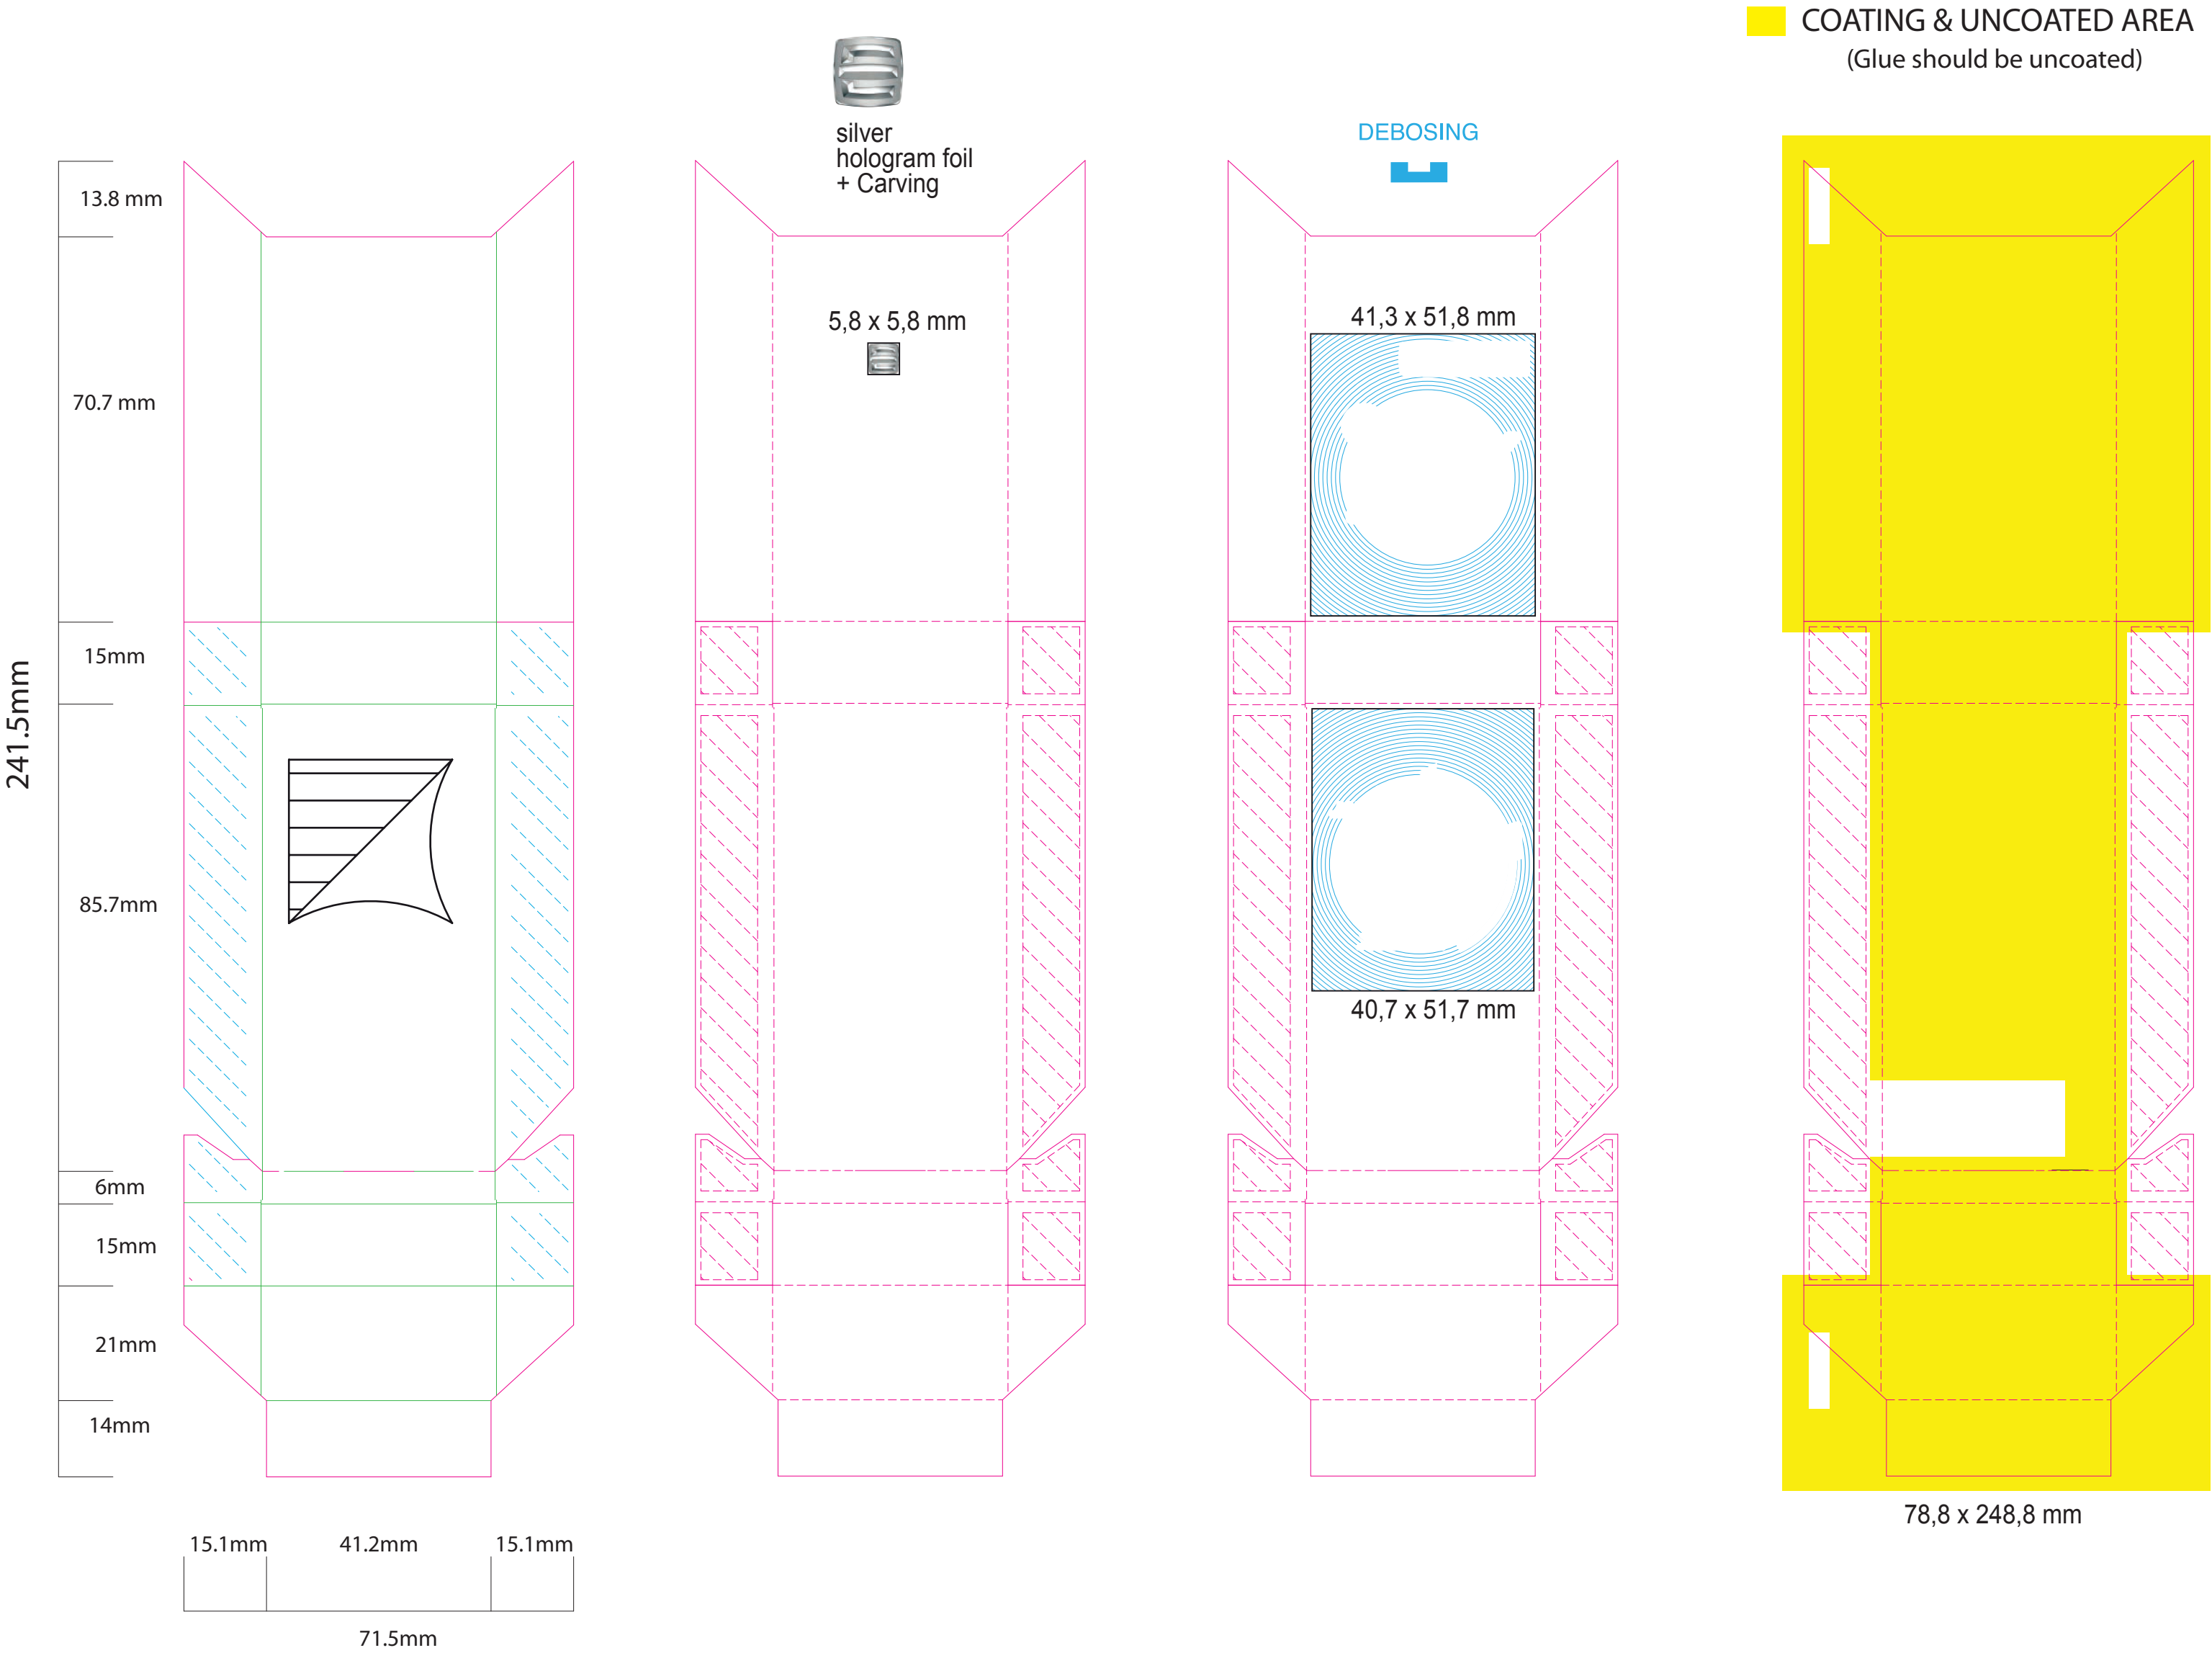 COATING & UNCOATED AREA
(Glue should be uncoated)
silver
hologram foil
+ Carving
DEBOSING
13.8 mm
70.7 mm
15mm
85.7mm
6mm
15mm
21mm
14mm
241.5mm
5,8 x 5,8 mm
41,3 x 51,8 mm
40,7 x 51,7 mm
78,8 x 248,8 mm
15.1mm
41.2mm
15.1mm
71.5mm